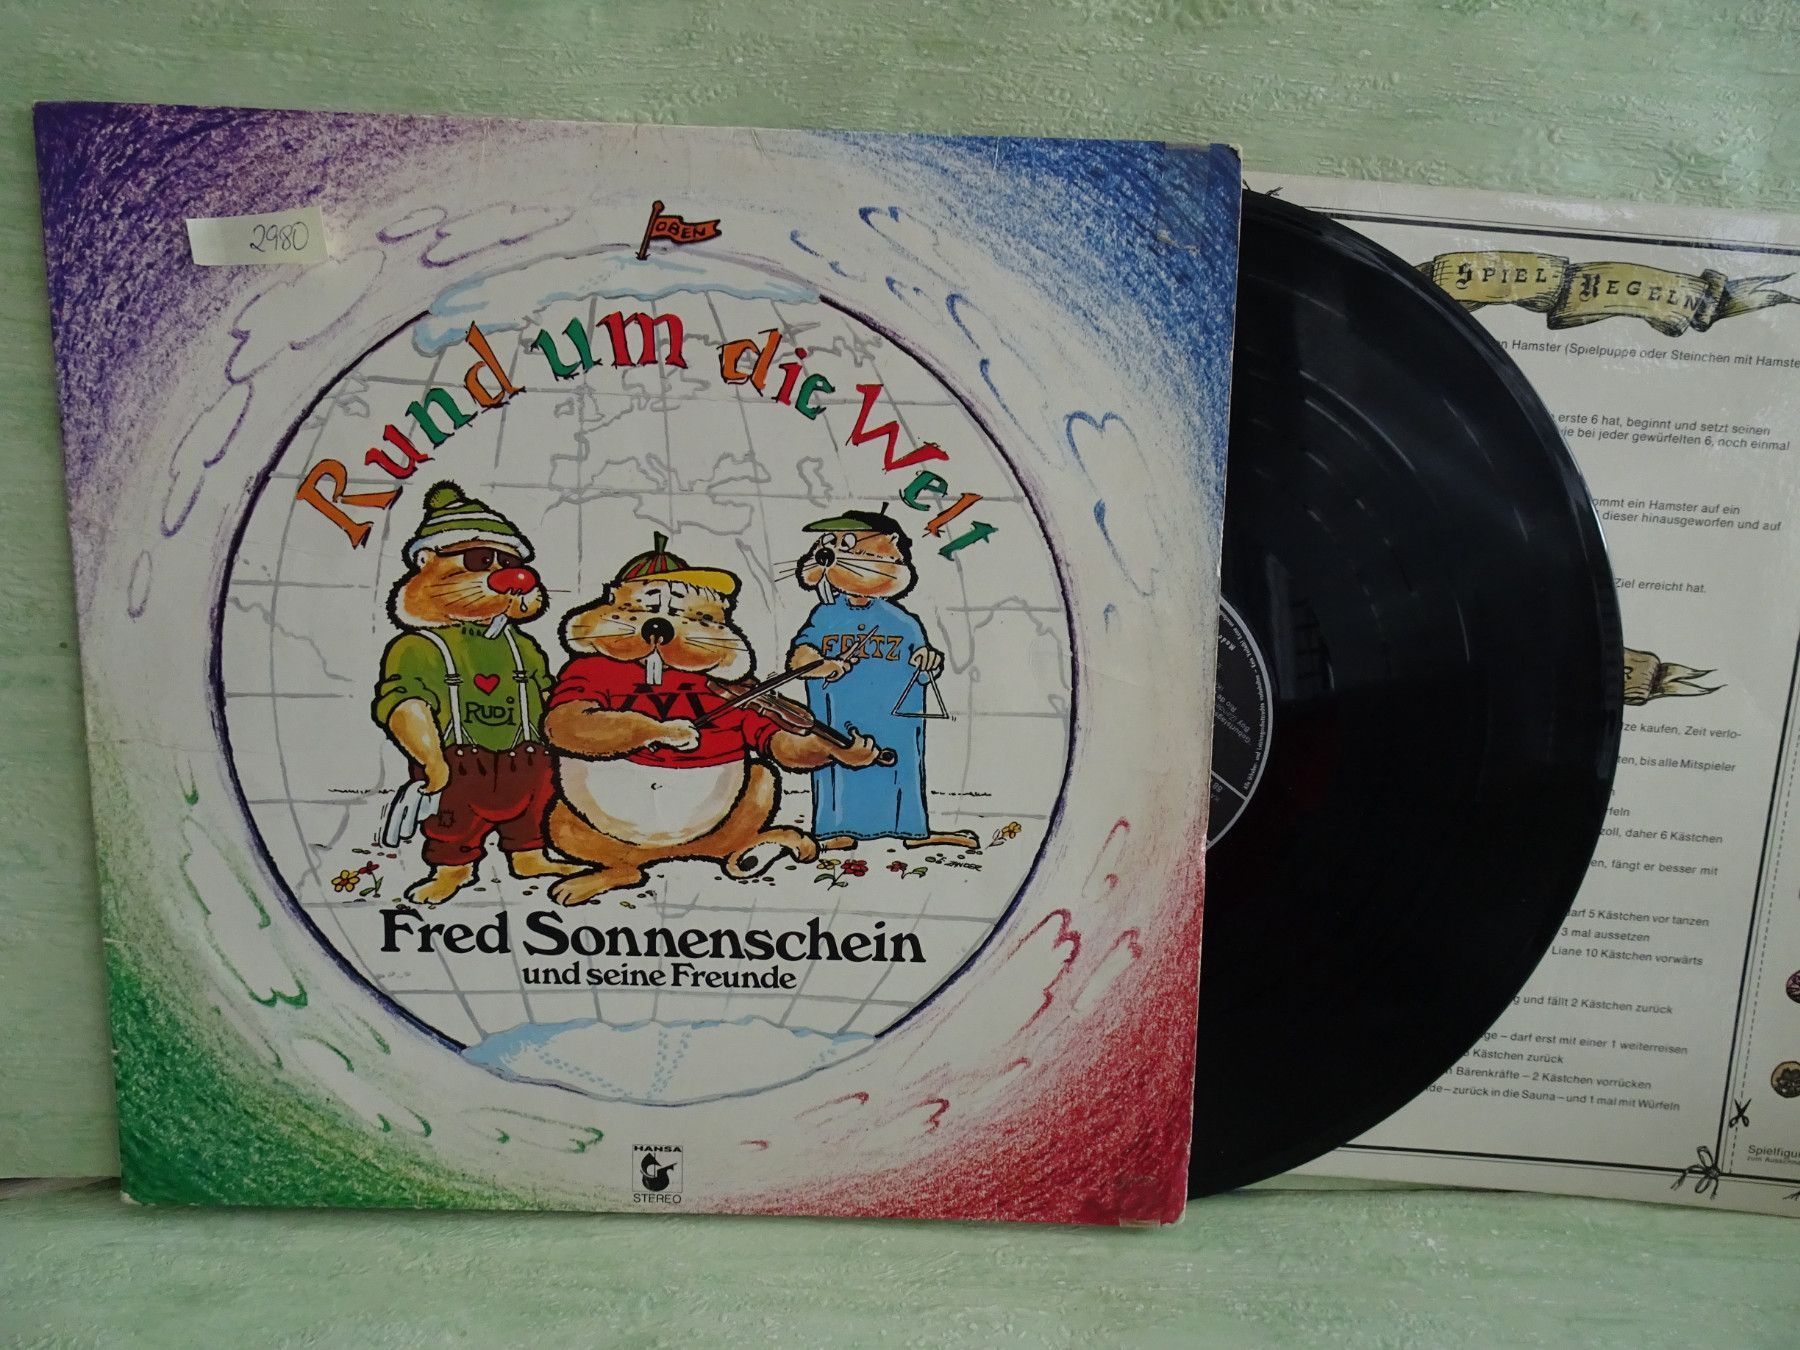 2980
OBEN
Rund um die Welt
RUDI
FRITZ
Fred Sonnenschein
und seine Freunde
HANSA
STEREO
SPIEL-REGELN
Hamster (Spielpuppe oder Steinchen mit Hamste
erste 6 hat, beginnt und setzt seinen
bei jeder gewürfelten 6, noch einmal
ommt ein Hamster auf ein
dieser hinausgeworfen und auf
Ziel erreicht hat.
R
ze kaufen, Zeit verlo-
ten, bis alle Mitspieler
feln
zoll, daher 6 Kästchen
en, fängt er besser mit
darf 5 Kästchen vor tanzen
3 mal aussetzen
Liane 10 Kästchen vorwärts
g und fällt 2 Kästchen zurück
ge – darf erst mit einer 1 weiterreisen
Kästchen zurück
Bärenkräfte – 2 Kästchen vorrücken
de – zurück in die Sauna – und 1 mal mit Würfeln
Spielfigu